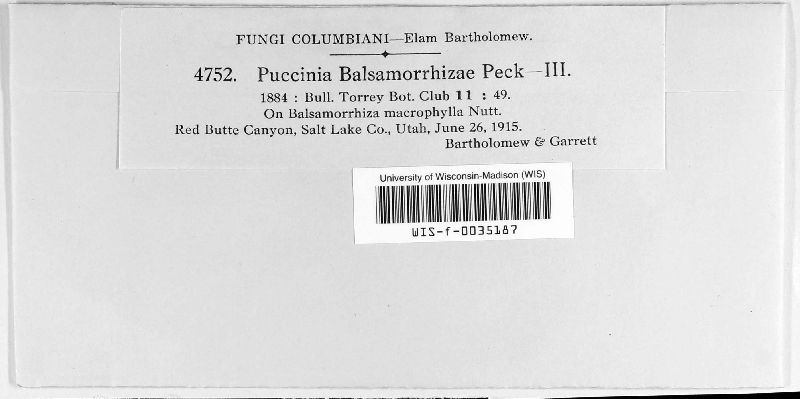 FUNGI COLUMBIANI—Elam Bartholomew.
4752. Puccinia Balsamorrhizae Peck—III.
1884 : Bull. Torrey Bot. Club 11 : 49.
On Balsamorrhiza macrophylla Nutt.
Red Butte Canyon, Salt Lake Co., Utah, June 26, 1915.
Bartholomew & Garrett
University of Wisconsin-Madison (WIS)
WIS-f-0035187